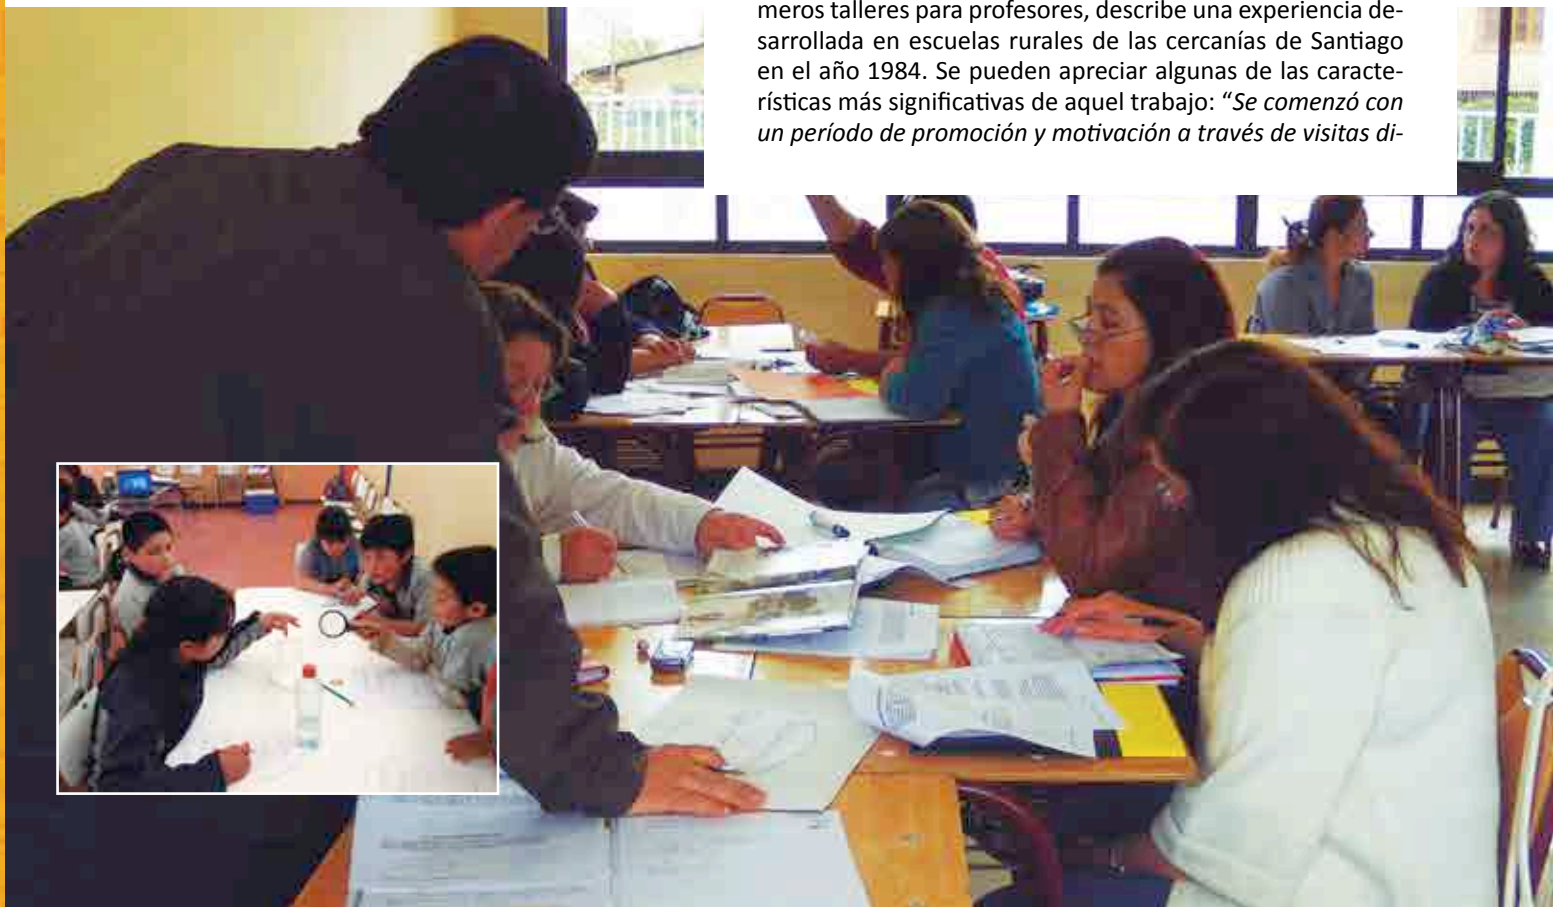 meros talleres para profesores, describe una experiencia de-
sarrollada en escuelas rurales de las cercanías de Santiago
en el año 1984. Se pueden apreciar algunas de las caracte-
rísticas más significativas de aquel trabajo: “Se comenzó con
un período de promoción y motivación a través de visitas di-